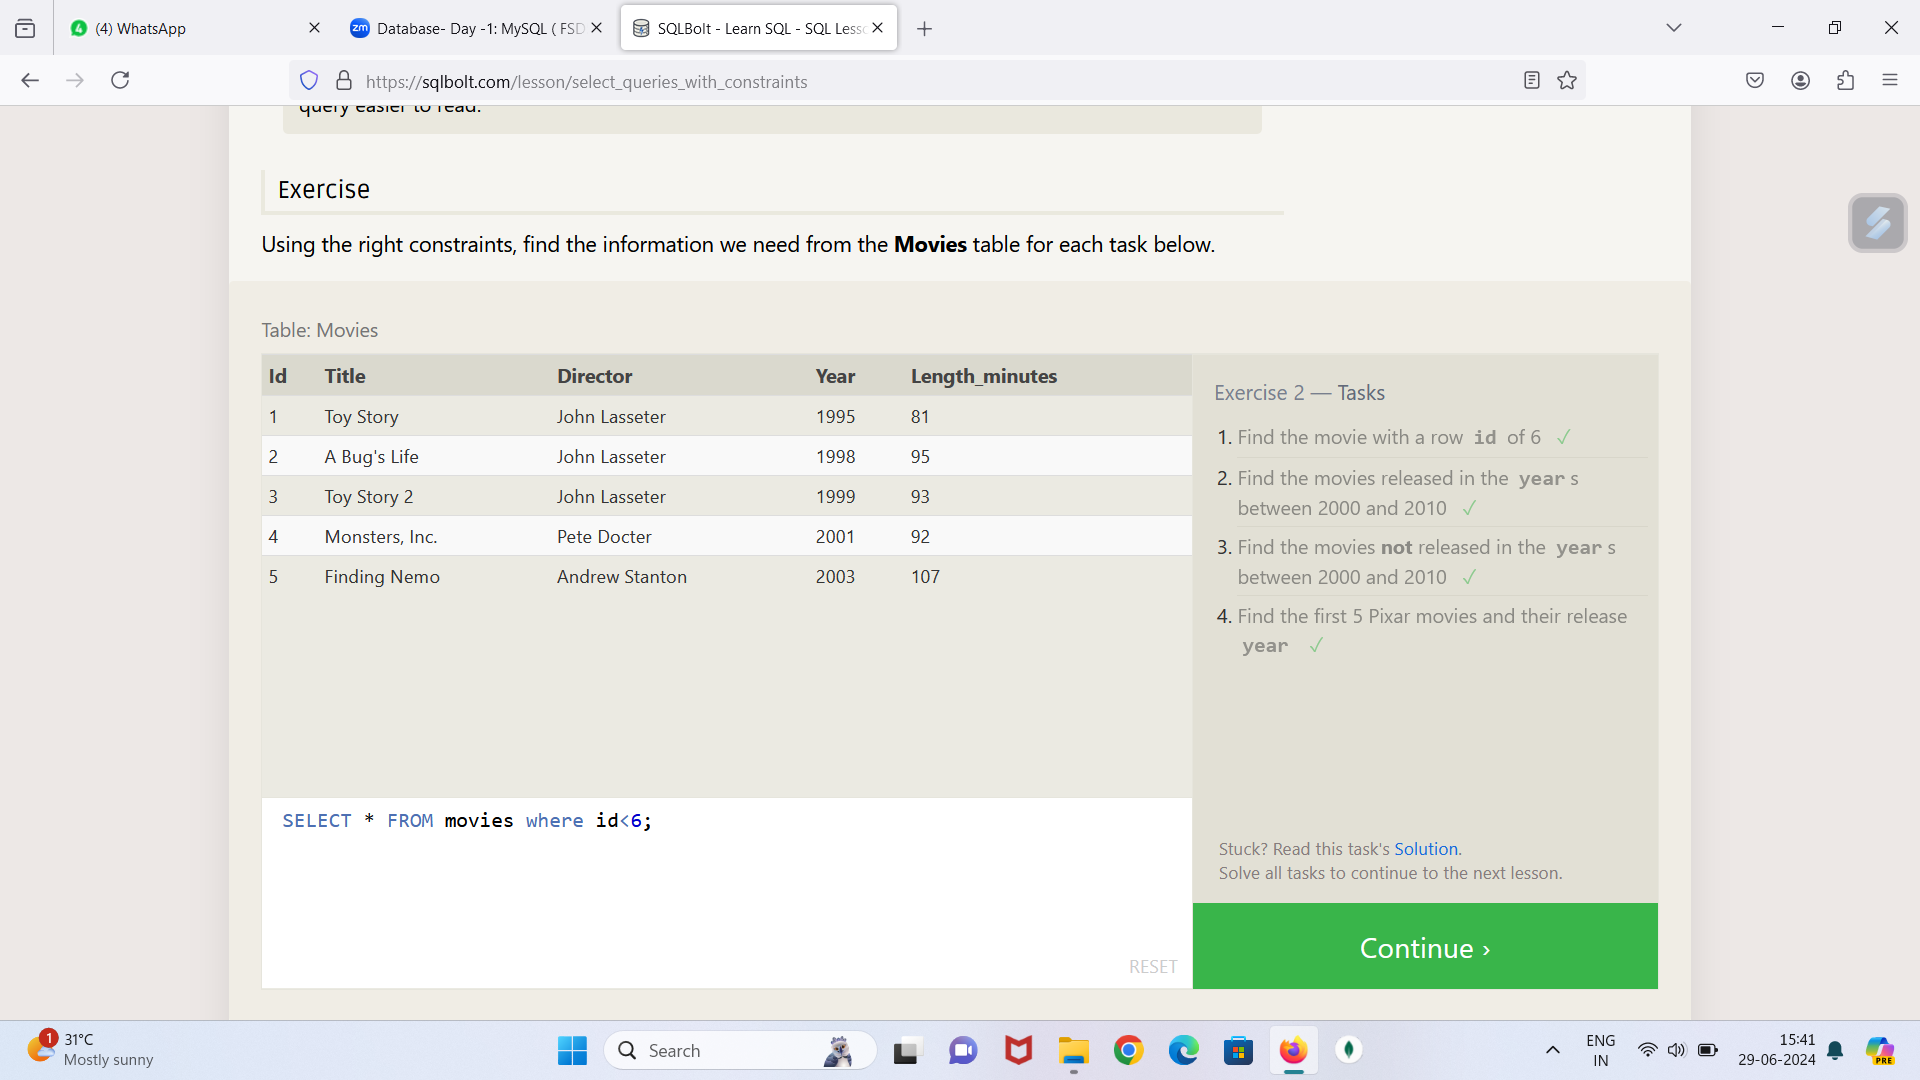 (4) WhatsApp
Database- Day -1: MySQL ( FSD
SQLBolt - Learn SQL - SQL Less
https://sqlbolt.com/lesson/select_queries_with_constraints
query easier to read.
Exercise
Using the right constraints, find the information we need from the Movies table for each task below.
Table: Movies
Id Title Director Year Length_minutes
1 Toy Story John Lasseter 1995 81
2 A Bug's Life John Lasseter 1998 95
3 Toy Story 2 John Lasseter 1999 93
4 Monsters, Inc. Pete Docter 2001 92
5 Finding Nemo Andrew Stanton 2003 107
SELECT * FROM movies where id<6;
RESET
Exercise 2 — Tasks
1. Find the movie with a row id of 6 ✓
2. Find the movies released in the year s
between 2000 and 2010 ✓
3. Find the movies not released in the year s
between 2000 and 2010 ✓
4. Find the first 5 Pixar movies and their release
year ✓
Stuck? Read this task's Solution.
Solve all tasks to continue to the next lesson.
Continue ›
1
31°C
Mostly sunny
Search
ENG
IN
15:41
29-06-2024
PRE